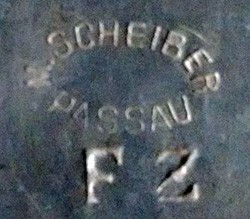 M. SCHEIBER
PASSAU
F Z